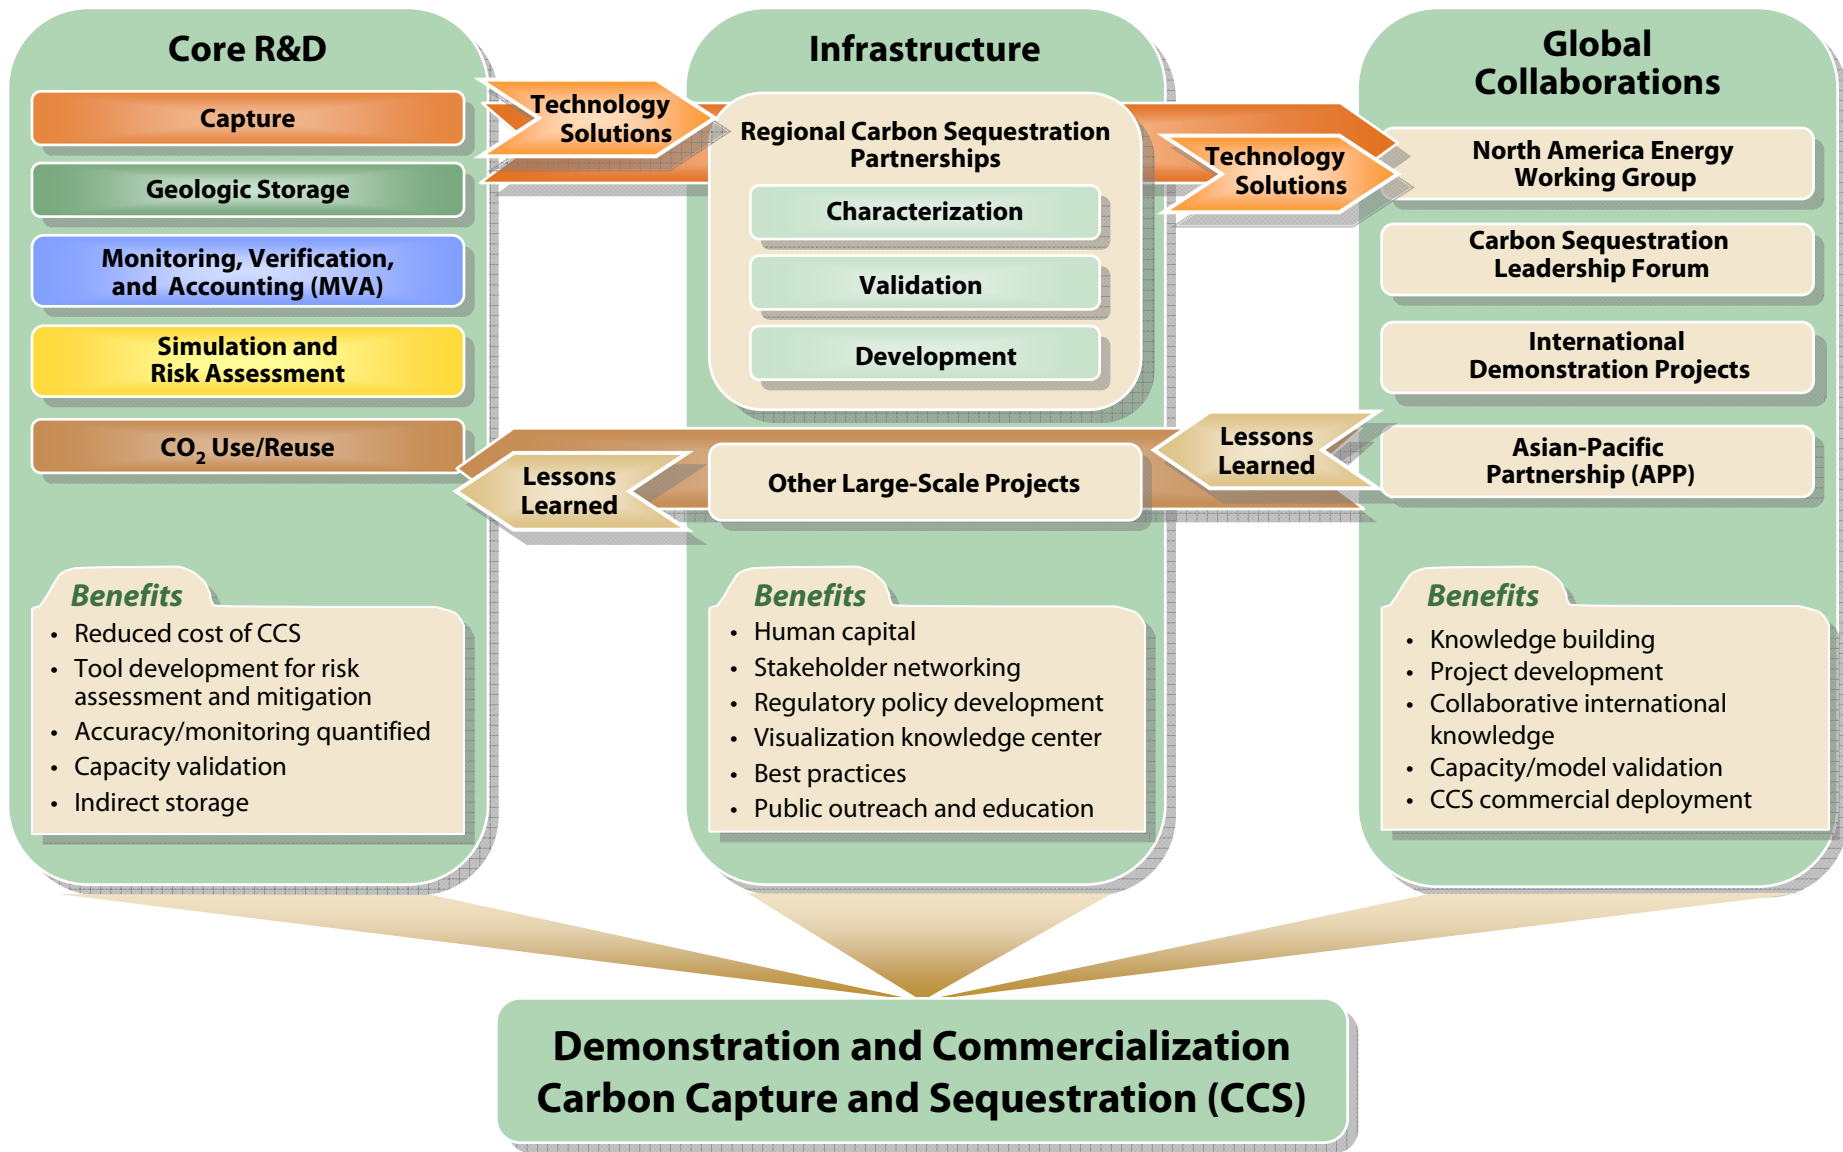 Core R&D
Capture
Geologic Storage
Monitoring, Verification,
and Accounting (MVA)
Simulation and
Risk Assessment
CO₂ Use/Reuse
Benefits
• Reduced cost of CCS
• Tool development for risk
assessment and mitigation
• Accuracy/monitoring quantified
• Capacity validation
• Indirect storage
Technology
Solutions
Lessons
Learned
Infrastructure
Regional Carbon Sequestration
Partnerships
Characterization
Validation
Development
Other Large-Scale Projects
Benefits
• Human capital
• Stakeholder networking
• Regulatory policy development
• Visualization knowledge center
• Best practices
• Public outreach and education
Technology
Solutions
Lessons
Learned
Global
Collaborations
North America Energy
Working Group
Carbon Sequestration
Leadership Forum
International
Demonstration Projects
Asian-Pacific
Partnership (APP)
Benefits
• Knowledge building
• Project development
• Collaborative international
knowledge
• Capacity/model validation
• CCS commercial deployment
Demonstration and Commercialization
Carbon Capture and Sequestration (CCS)